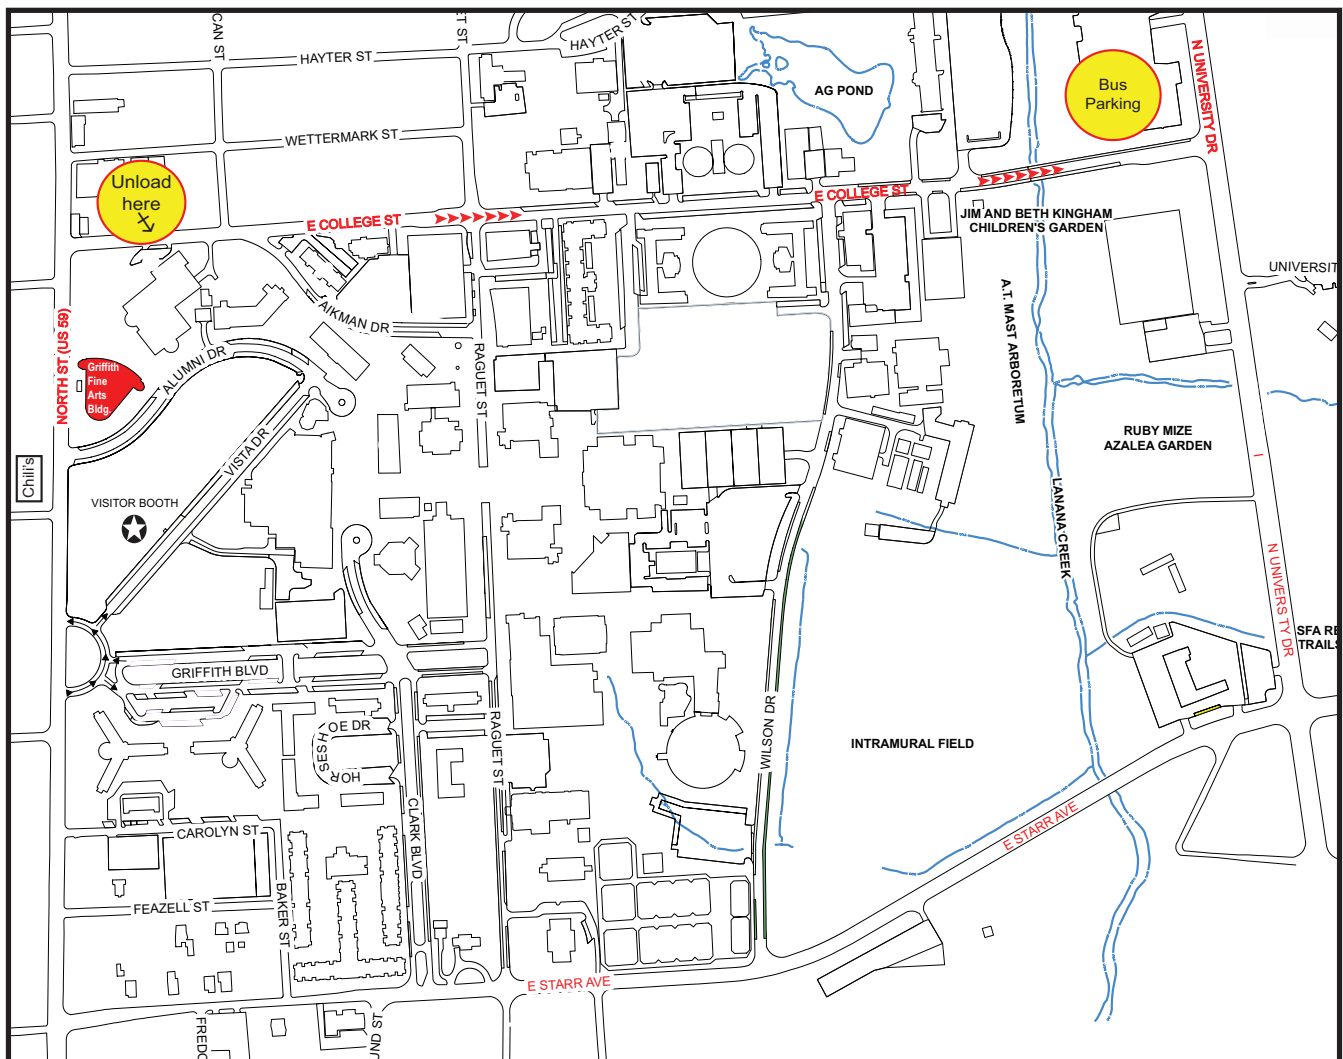 CAN ST
ET ST
HAYTER ST
HAYTER ST
N UNIVERSITY DR
AG POND
Bus
Parking
WETTERMARK ST
Unload
here
E COLLEGE ST
E COLLEGE ST
JIM AND BETH KINGHAM
CHILDREN'S GARDEN
UNIVERSIT
A.T. MAST ARBORETUM
AIKMAN DR
NORTH ST (US 59)
ALUMNI DR
RAGUET ST
Griffith
Fine
Arts
Bldg.
RUBY MIZE
AZALEA GARDEN
VISTA DR
Chili's
VISITOR BOOTH
LANANA CREEK
N UNIVERS TY DR
SFA RE
TRAILS
GRIFFITH BLVD
RAGUET ST
WILSON DR
OE DR
SESH
HOR
INTRAMURAL FIELD
CLARK BLVD
CAROLYN ST
E STARR AVE
BAKER ST
FEAZELL ST
E STARR AVE
FREDO
UND ST